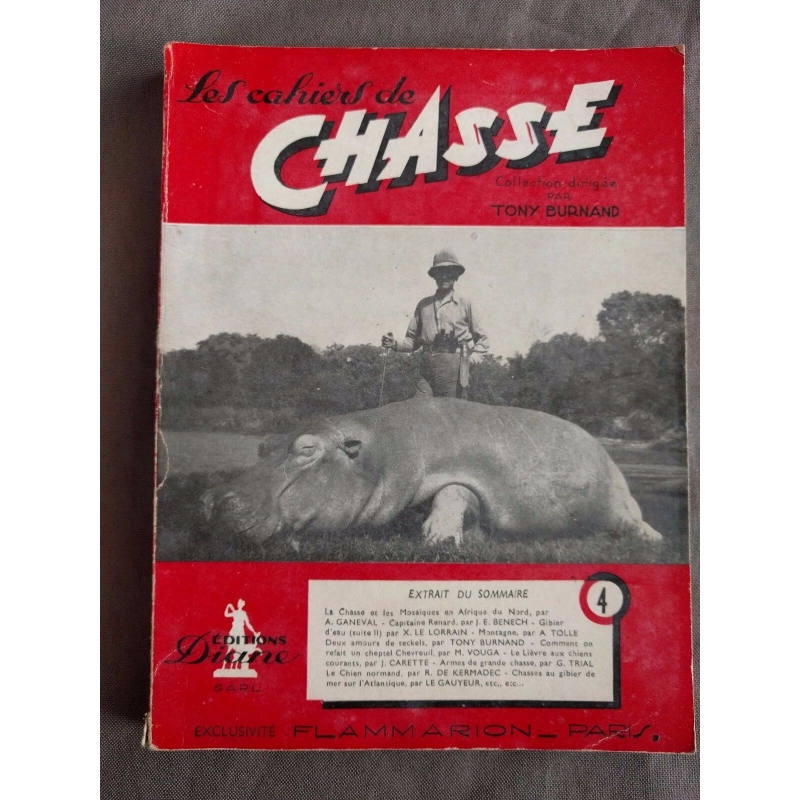 Les cahiers de
CHASSE
Collection dirigée
PAR
TONY BURNAND
EXTRAIT DU SOMMAIRE
La Chasse et les Mosaïques en Afrique du Nord, par
A. GANEVAL - Capitaine Renard, par J. E. BENECH - Gibier
d'eau (suite II) par X. LE LORRAIN - Montagne, par A TOLLE
Deux amours de teckels, par TONY BURNAND - Comment on
refait un cheptel Chevreuil, par M. VOUGA - Le Lièvre aux chiens
courants, par J. CARETTE - Armes de grande chasse, par G. TRIAL
Le Chien normand, par R. DE KERMADEC - Chasses au gibier de
mer sur l'Atlantique, par LE GAUYEUR, etc., etc...
4
ÉDITIONS
Diane
SARL
EXCLUSIVITÉ FLAMMARION_ PARIS.